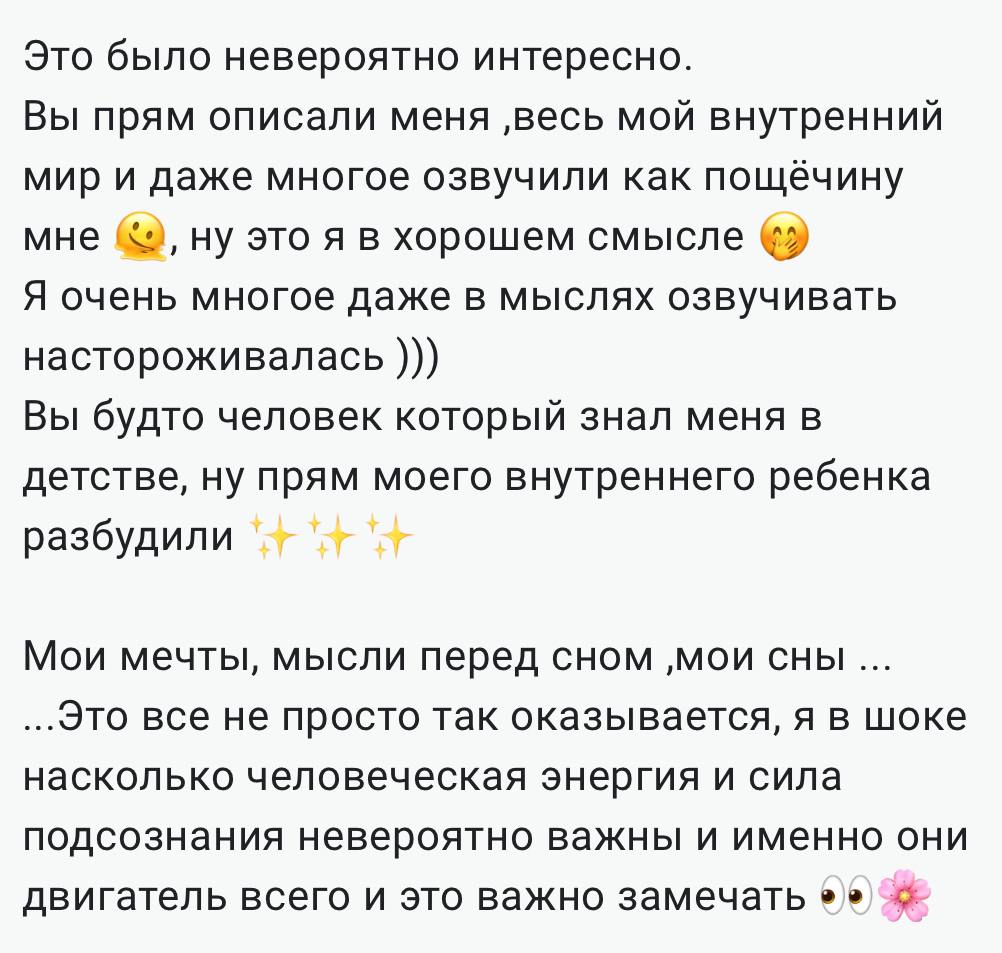 Это было невероятно интересно.
Вы прям описали меня ,весь мой внутренний
мир и даже многое озвучили как пощёчину
мне 🫠, ну это я в хорошем смысле 🤭
Я очень многое даже в мыслях озвучивать
настороживалась )))
Вы будто человек который знал меня в
детстве, ну прям моего внутреннего ребенка
разбудили ✨✨✨
Мои мечты, мысли перед сном ,мои сны ...
...Это все не просто так оказывается, я в шоке
насколько человеческая энергия и сила
подсознания невероятно важны и именно они
двигатель всего и это важно замечать 👀🌸